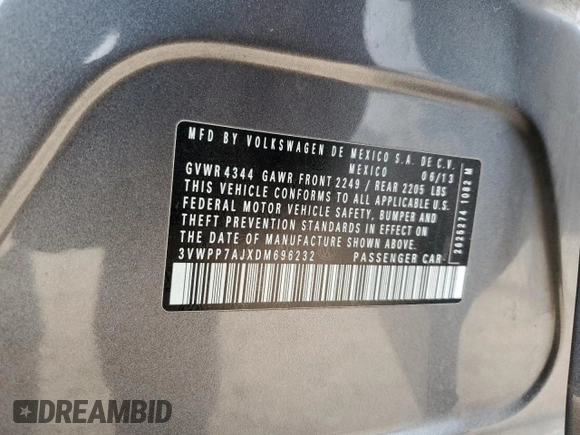 MFD BY VOLKSWAGEN DE MEXICO S.A. DE C.V.
MEXICO 06/13
GVWR 4344 GAWR FRONT 2249 / REAR 2205 LBS
THIS VEHICLE CONFORMS TO ALL APPLICABLE U.S.
FEDERAL MOTOR VEHICLE SAFETY, BUMPER AND
THEFT PREVENTION STANDARDS IN EFFECT ON
THE DATE OF MANUFACTURE SHOWN ABOVE.
3VWPP7AJXDM696232 PASSENGER CAR
2625274 1082 M
DREAMBID